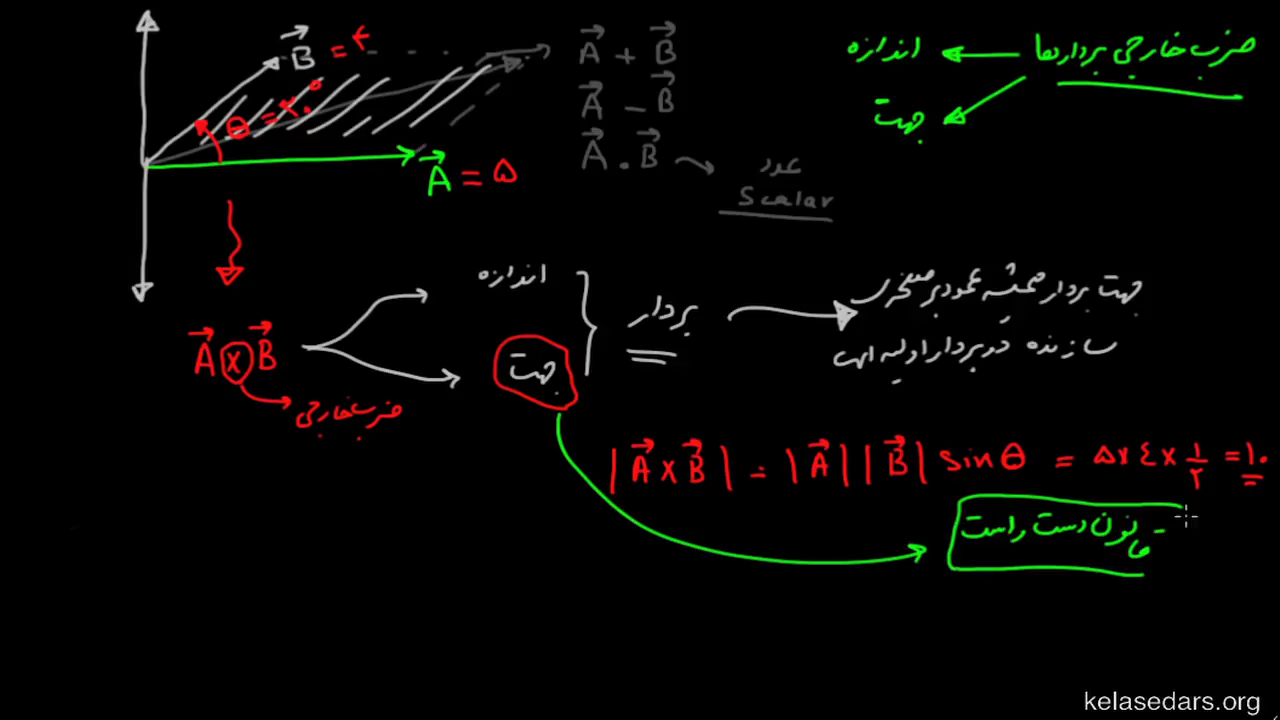 ضرب خارجی بردارها
اندازه
جهت
B = ۴
θ = ۳۰°
A = ۵
A + B
A − B
A . B
عدد
Scalar
A × B
ضرب خارجی
اندازه
جهت
بردار
جهت بردار همیشه عمود بر صفحه
سازنده دو بردار اولیه است
|A × B| = |A||B| sin θ = ۵ × ۴ × ۱/۲ = ۱۰
قانون دست راست
kelasedars.org